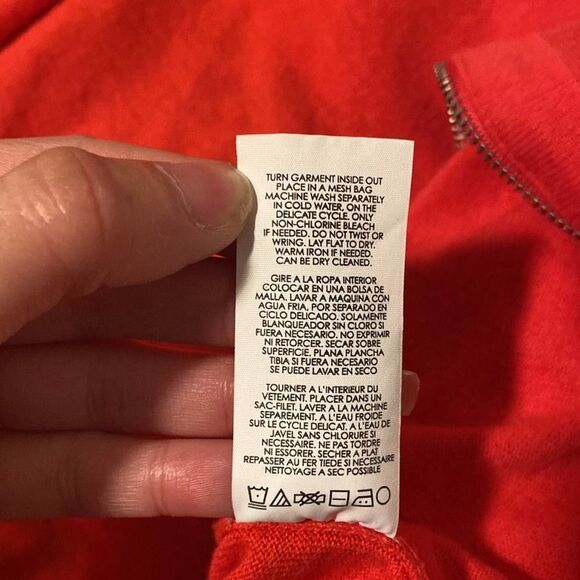 TURN GARMENT INSIDE OUT
PLACE IN A MESH BAG
MACHINE WASH SEPARATELY
IN COLD WATER, ON THE
DELICATE CYCLE. ONLY
NON-CHLORINE BLEACH
IF NEEDED. DO NOT TWIST OR
WRING. LAY FLAT TO DRY.
WARM IRON IF NEEDED.
CAN BE DRY CLEANED.
GIRE A LA ROPA INTERIOR
COLOCAR EN UNA BOLSA DE
MALLA. LAVAR A MAQUINA CON
AGUA FRIA, POR SEPARADO EN
CICLO DELICADO. SOLAMENTE
BLANQUEADOR SIN CLORO SI
FUERA NECESARIO. NO EXPRIMIR
NI RETORCER. SECAR SOBRE
SUPERFICIE. PLANA PLANCHA
TIBIA SI FUERA NECESARIO
SE PUEDE LAVAR EN SECO
TOURNER A L'INTERIEUR DU
VETEMENT. PLACER DANS UN
SAC-FILET. LAVER A LA MACHINE
SEPAREMENT. A L'EAU FROIDE
SUR LE CYCLE DELICAT. A L'EAU DE
JAVEL SANS CHLORURE SI
NECESSAIRE. NE PAS TORDRE
NI ESSORER. SECHER A PLAT
REPASSER AU FER TIEDE SI NECESSAIRE
NETTOYAGE A SEC POSSIBLE